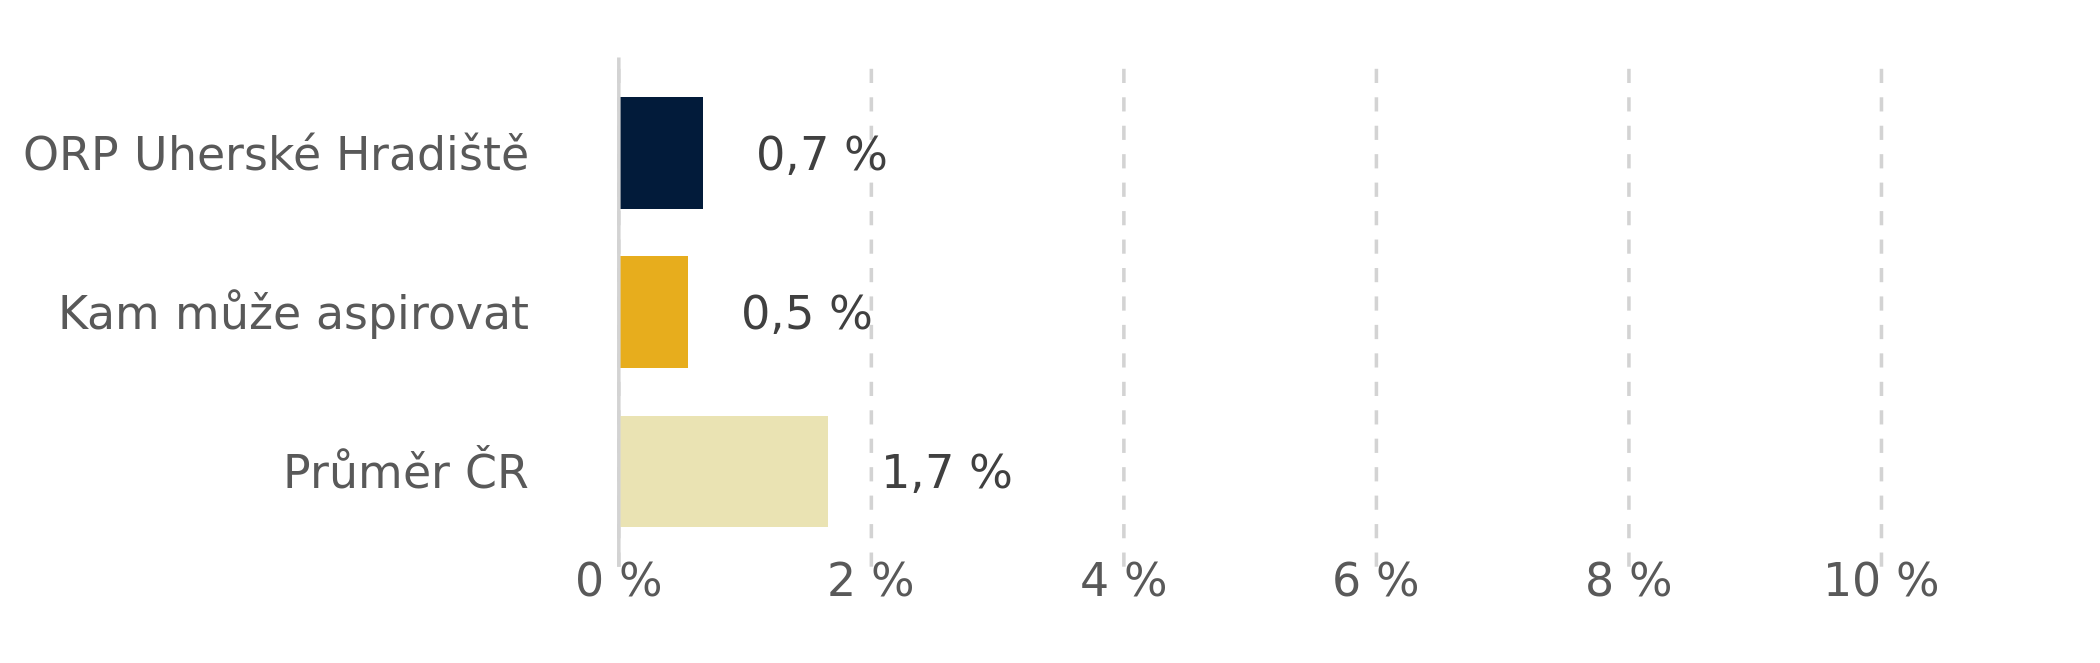 ORP Uherské Hradiště 0,7 %
Kam může aspirovat 0,5 %
Průměr ČR 1,7 %
0 % 2 % 4 % 6 % 8 % 10 %